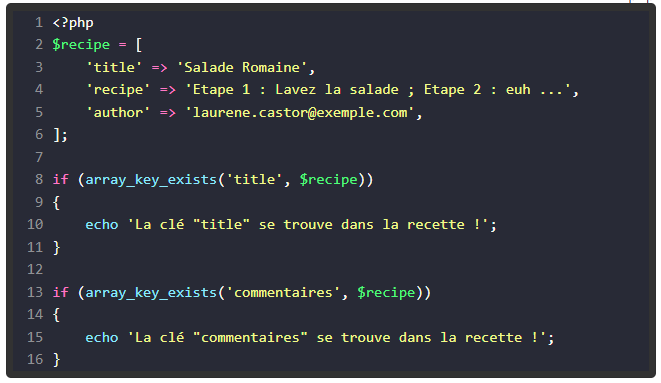 1 <?php
2 $recipe = [
3     'title' => 'Salade Romaine',
4     'recipe' => 'Etape 1 : Lavez la salade ; Etape 2 : euh ...',
5     'author' => 'laurene.castor@exemple.com',
6 ];
7
8 if (array_key_exists('title', $recipe))
9 {
10     echo 'La clé "title" se trouve dans la recette !';
11 }
12
13 if (array_key_exists('commentaires', $recipe))
14 {
15     echo 'La clé "commentaires" se trouve dans la recette !';
16 }